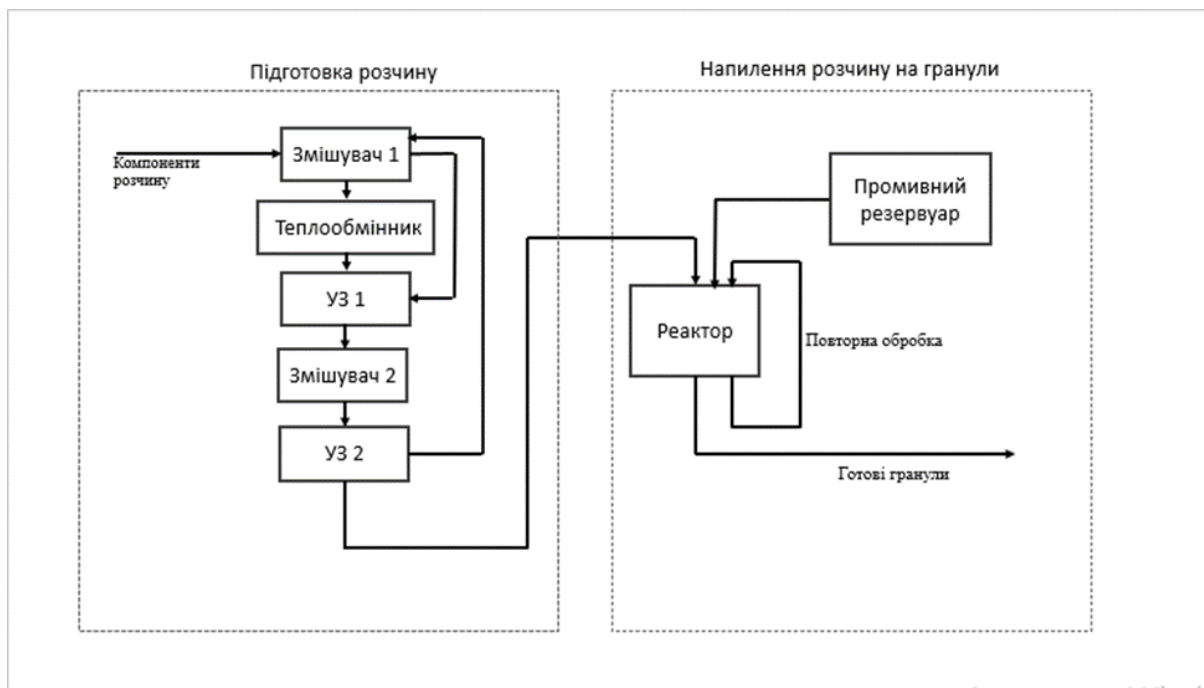 Підготовка розчину
Напилення розчину на гранули
Компоненти
розчину
Змішувач 1
Теплообмінник
УЗ 1
Змішувач 2
УЗ 2
Промивний
резервуар
Реактор
Повторна обробка
Готові гранули